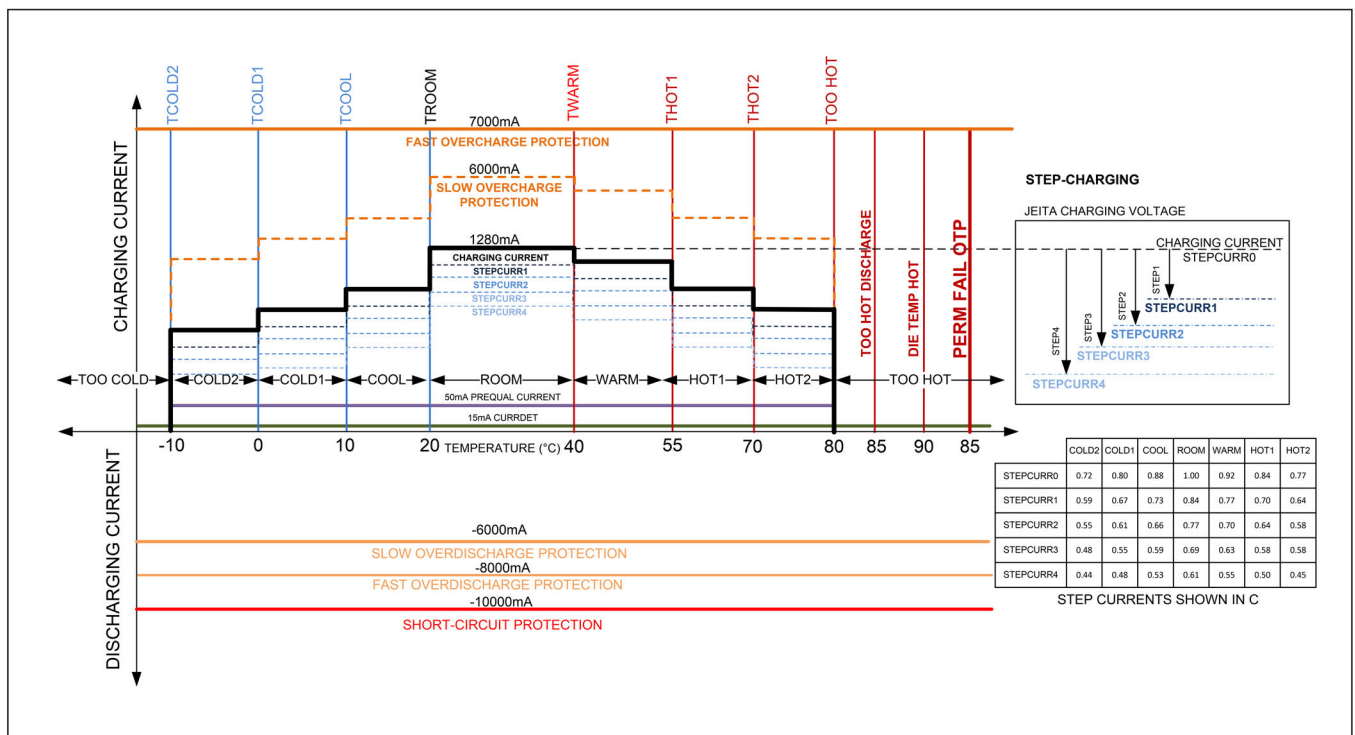 TCOLD2
TCOLD1
TCOOL
TROOM
TWARM
THOT1
THOT2
TOO HOT
CHARGING CURRENT
7000mA
FAST OVERCHARGE PROTECTION
6000mA
SLOW OVERCHARGE
PROTECTION
1280mA
CHARGING CURRENT
STEPCURR1
STEPCURR2
STEPCURR3
STEPCURR4
TOO HOT DISCHARGE
DIE TEMP HOT
PERM FAIL OTP
TOO COLD
COLD2
COLD1
COOL
ROOM
WARM
HOT1
HOT2
TOO HOT
50mA PREQUAL CURRENT
15mA CURRDET
-10
0
10
20
TEMPERATURE (°C)
40
55
70
80
85
90
85
DISCHARGING CURRENT
-6000mA
SLOW OVERDISCHARGE PROTECTION
-8000mA
FAST OVERDISCHARGE PROTECTION
-10000mA
SHORT-CIRCUIT PROTECTION
STEP-CHARGING
JEITA CHARGING VOLTAGE
CHARGING CURRENT
STEPCURR0
STEP1
STEP2
STEP3
STEP4
STEPCURR1
STEPCURR2
STEPCURR3
STEPCURR4
COLD2 COLD1 COOL ROOM WARM HOT1 HOT2
STEPCURR0 0.72 0.80 0.88 1.00 0.92 0.84 0.77
STEPCURR1 0.59 0.67 0.73 0.84 0.77 0.70 0.64
STEPCURR2 0.55 0.61 0.66 0.77 0.70 0.64 0.58
STEPCURR3 0.48 0.55 0.59 0.69 0.63 0.58 0.58
STEPCURR4 0.44 0.48 0.53 0.61 0.55 0.50 0.45
STEP CURRENTS SHOWN IN C